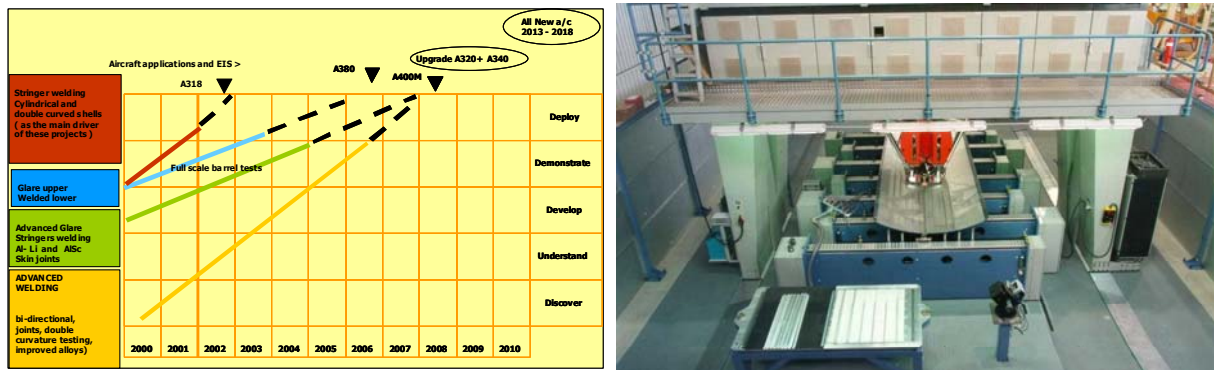 All New a/c
2013 - 2018
Upgrade A320+ A340
Aircraft applications and EIS >
A318
A380
A400M
Stringer welding
Cylindrical and
double curved shells
( as the main driver
of these projects )
Glare upper
Welded lower
Advanced Glare
Stringers welding
Al- Li and AlSc
Skin joints
ADVANCED
WELDING
bi-directional,
joints, double
curvature testing,
improved alloys)
Full scale barrel tests
Deploy
Demonstrate
Develop
Understand
Discover
2000 2001 2002 2003 2004 2005 2006 2007 2008 2009 2010